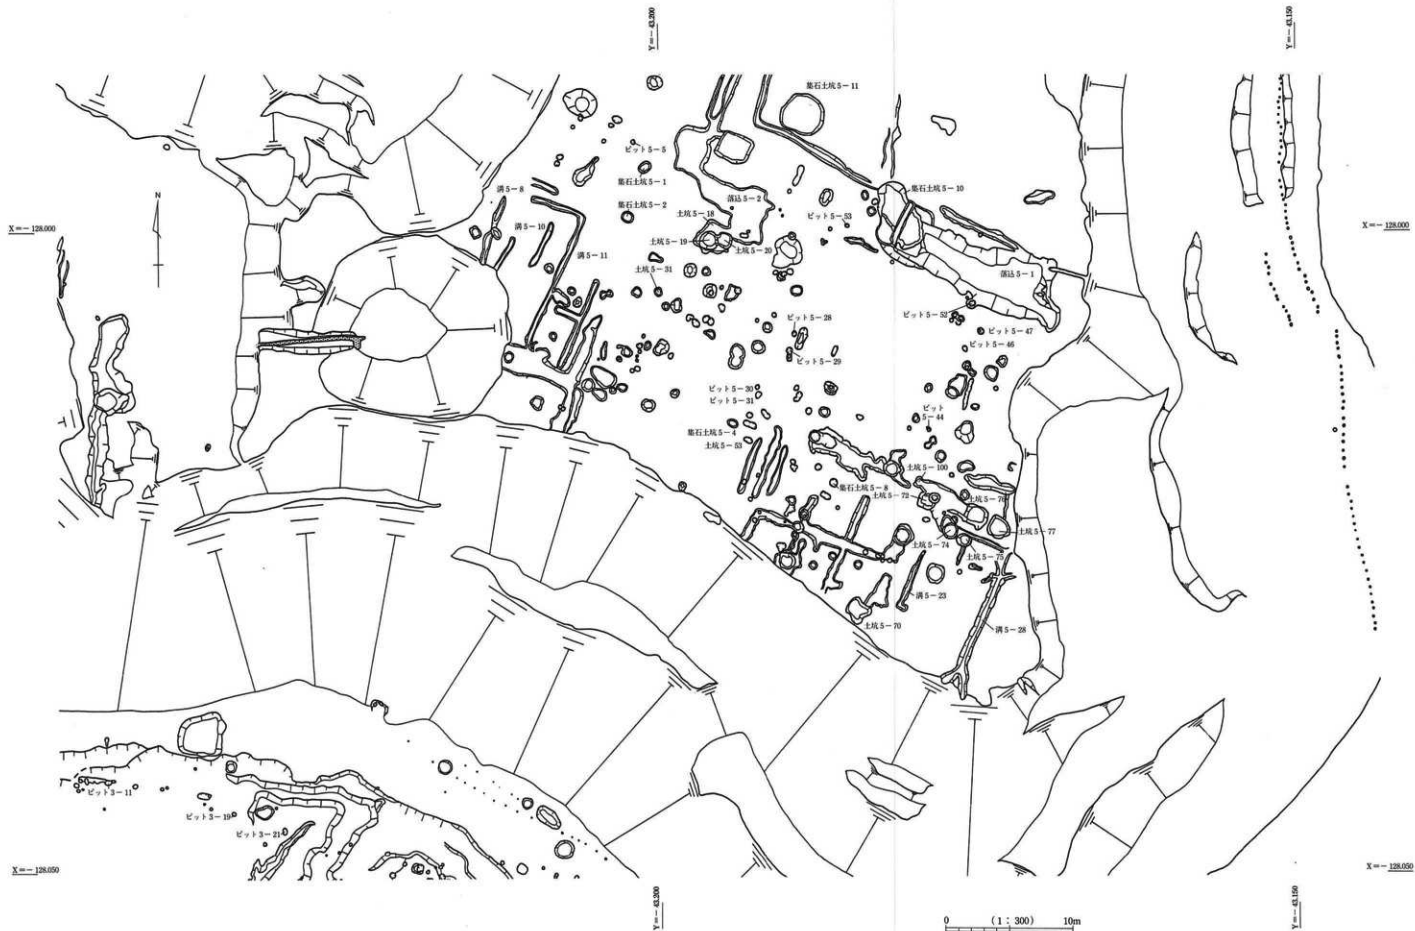 Y=－43.200
Y=－43.150
集石土坑5－11
ピット5－5
集石土坑5－1
溝5－8
集石土坑5－10
落込5－2
集石土坑5－2
土坑5－18
ピット5－53
N
X=－128.000
X=－128.000
溝5－10
土坑5－19
土坑5－20
溝5－11
土坑5－31
落込5－1
ピット5－52
ピット5－28
ピット5－47
ピット5－46
ピット5－29
ピット5－30
ピット5－31
ピット
5－44
集石土坑5－4
土坑5－53
土坑5－100
集石土坑5－8
土坑5－72
土坑5－76
土坑5－77
土坑5－74
土坑5－75
溝5－23
土坑5－70
溝5－28
ピット3－11
ピット3－19
ピット3－21
X=－128.050
X=－128.050
Y=－43.200
Y=－43.150
0 （1：300） 10m